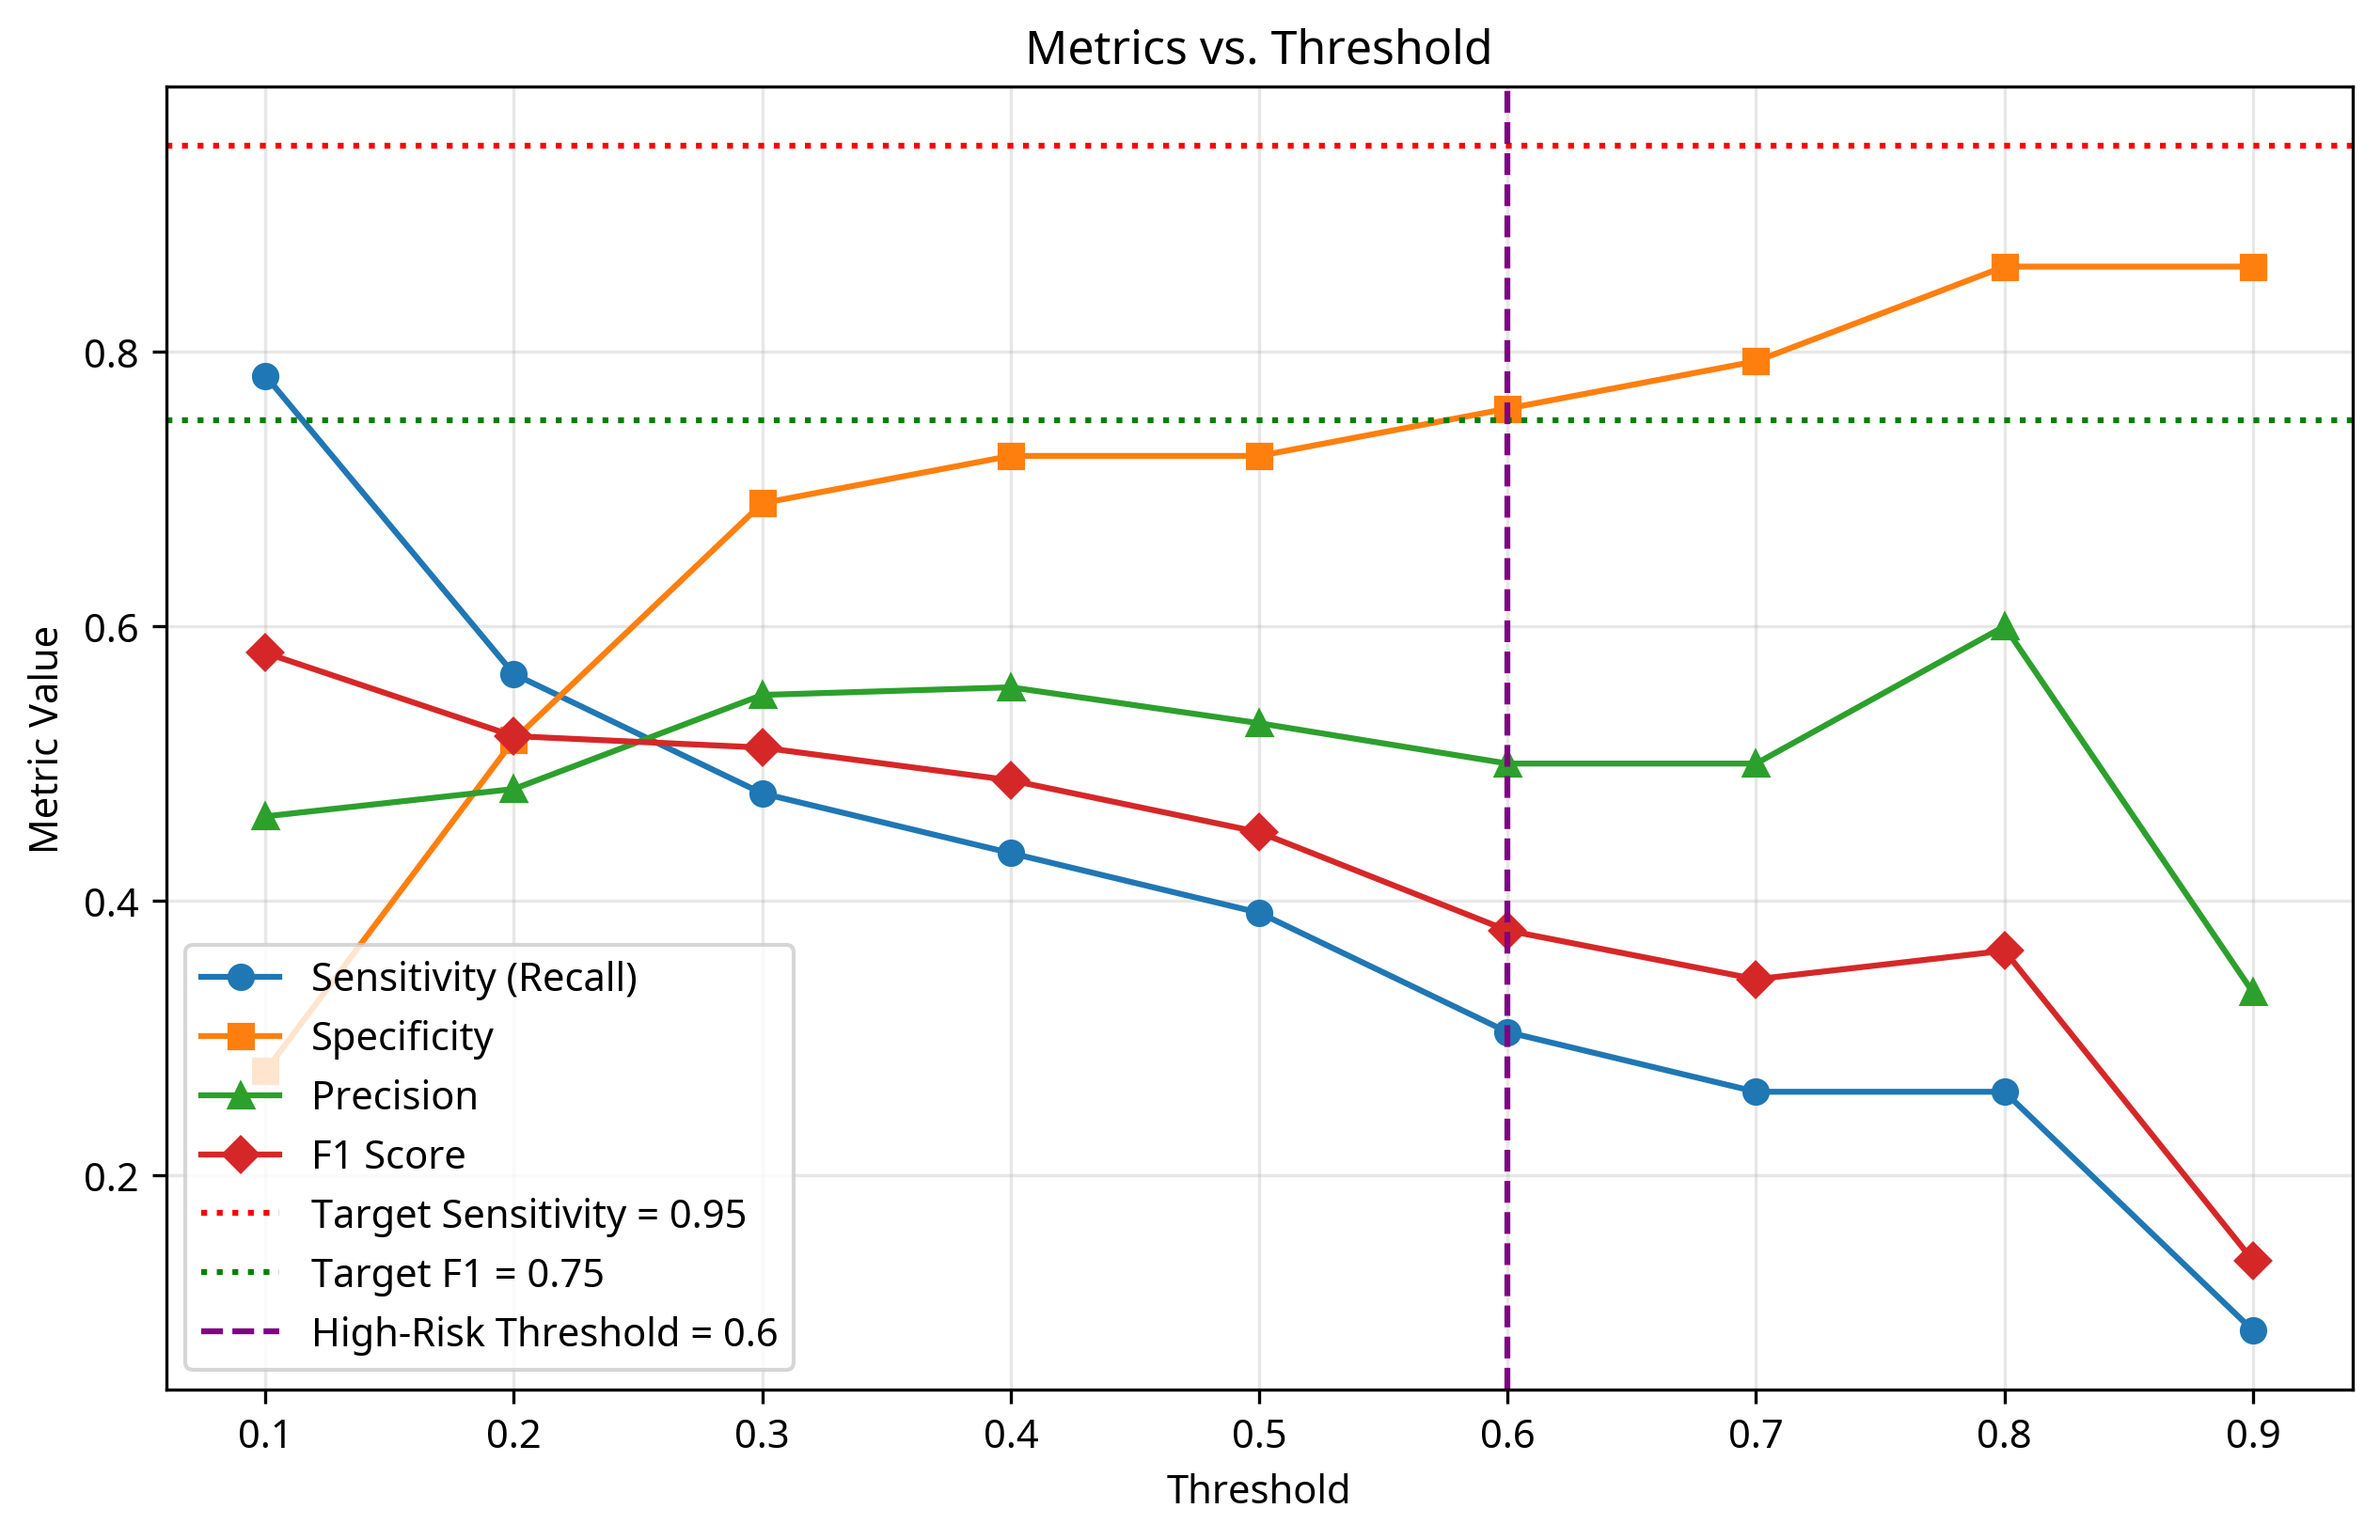 Metrics vs. Threshold
Metric Value
0.8
0.6
0.4
0.2
Sensitivity (Recall)
Specificity
Precision
F1 Score
Target Sensitivity = 0.95
Target F1 = 0.75
High-Risk Threshold = 0.6
0.1 0.2 0.3 0.4 0.5 0.6 0.7 0.8 0.9
Threshold